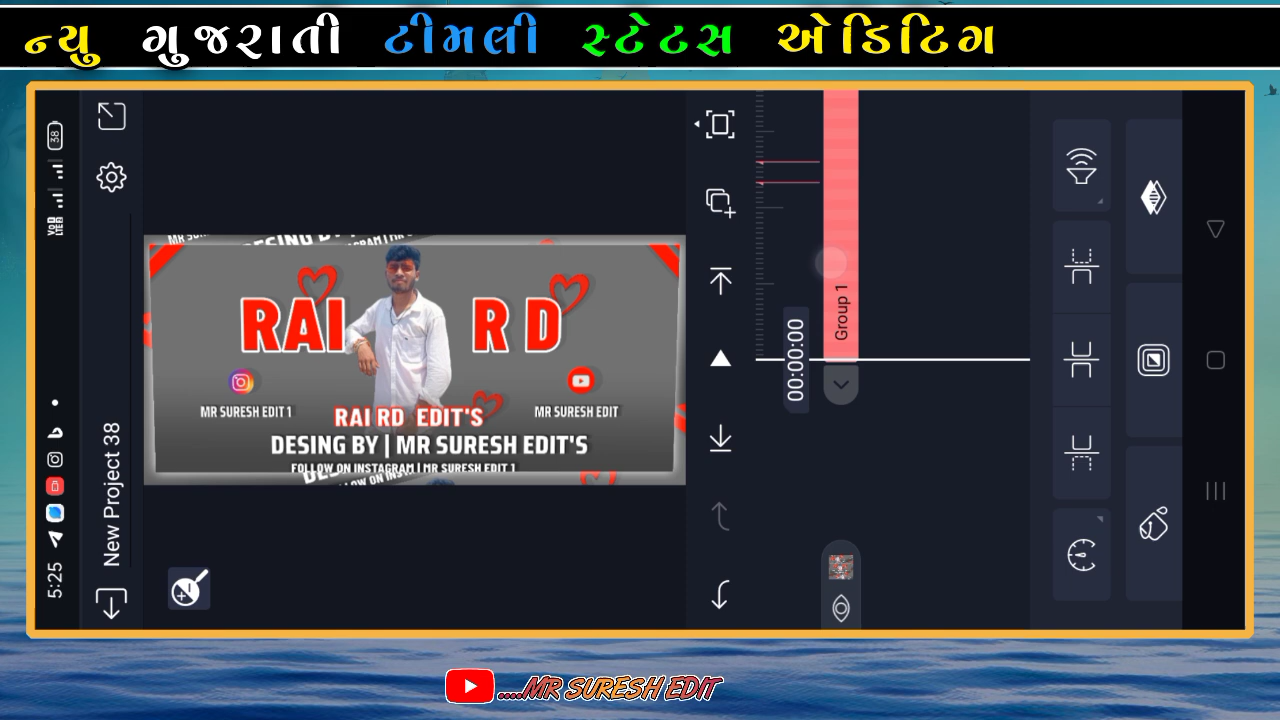 ન્યુ ગુજરાતી ટીમલી સ્ટેટસ એડિટિંગ
5:25
38
New Project 38
RAI RD
MR SURESH EDIT 1
MR SURESH EDIT
RAI RD EDIT'S
DESING BY | MR SURESH EDIT'S
FOLLOW ON INSTAGRAM | MR SURESH EDIT 1
00:00:00
Group 1
....MR SURESH EDIT